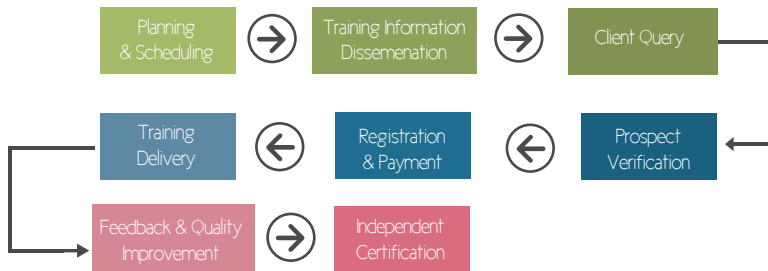 Planning
& Scheduling
Training Information
Dissemenation
Client Query
Training
Delivery
Registration
& Payment
Prospect
Verification
Feedback & Quality
Improvement
Independent
Certification